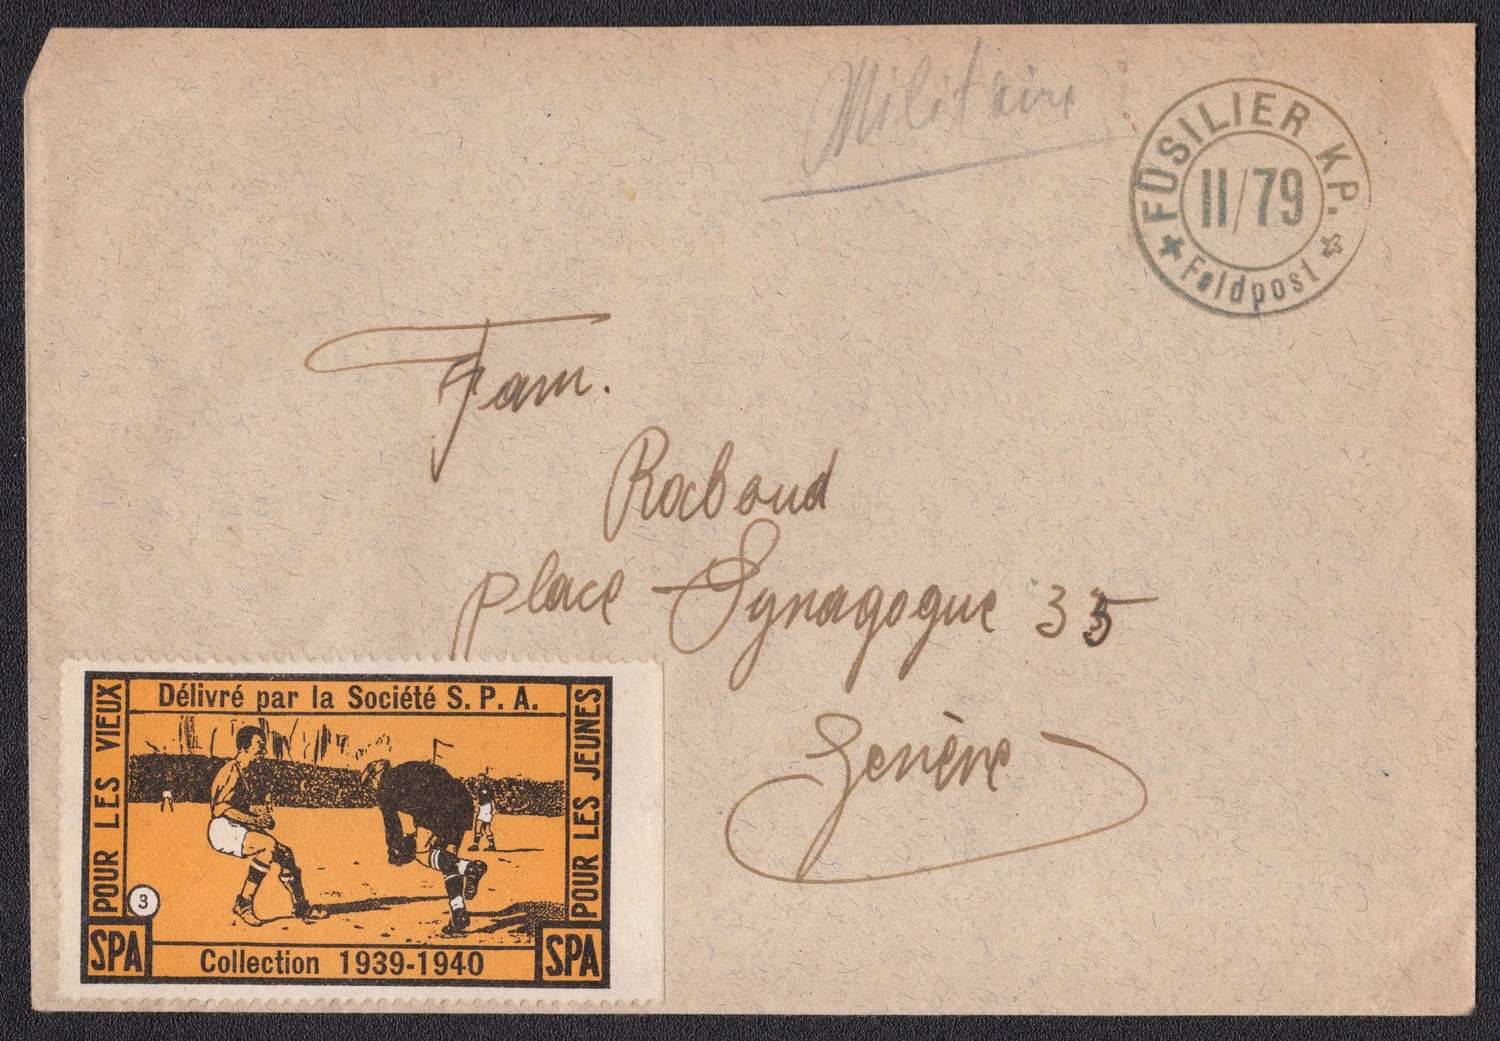 Militaire
FÜSILIER KP.
II/79
Feldpost
Fam.
Raboud
place Synagogue 35
Genève
Délivré par la Société S. P. A.
POUR LES VIEUX
POUR LES JEUNES
3
SPA
SPA
Collection 1939-1940